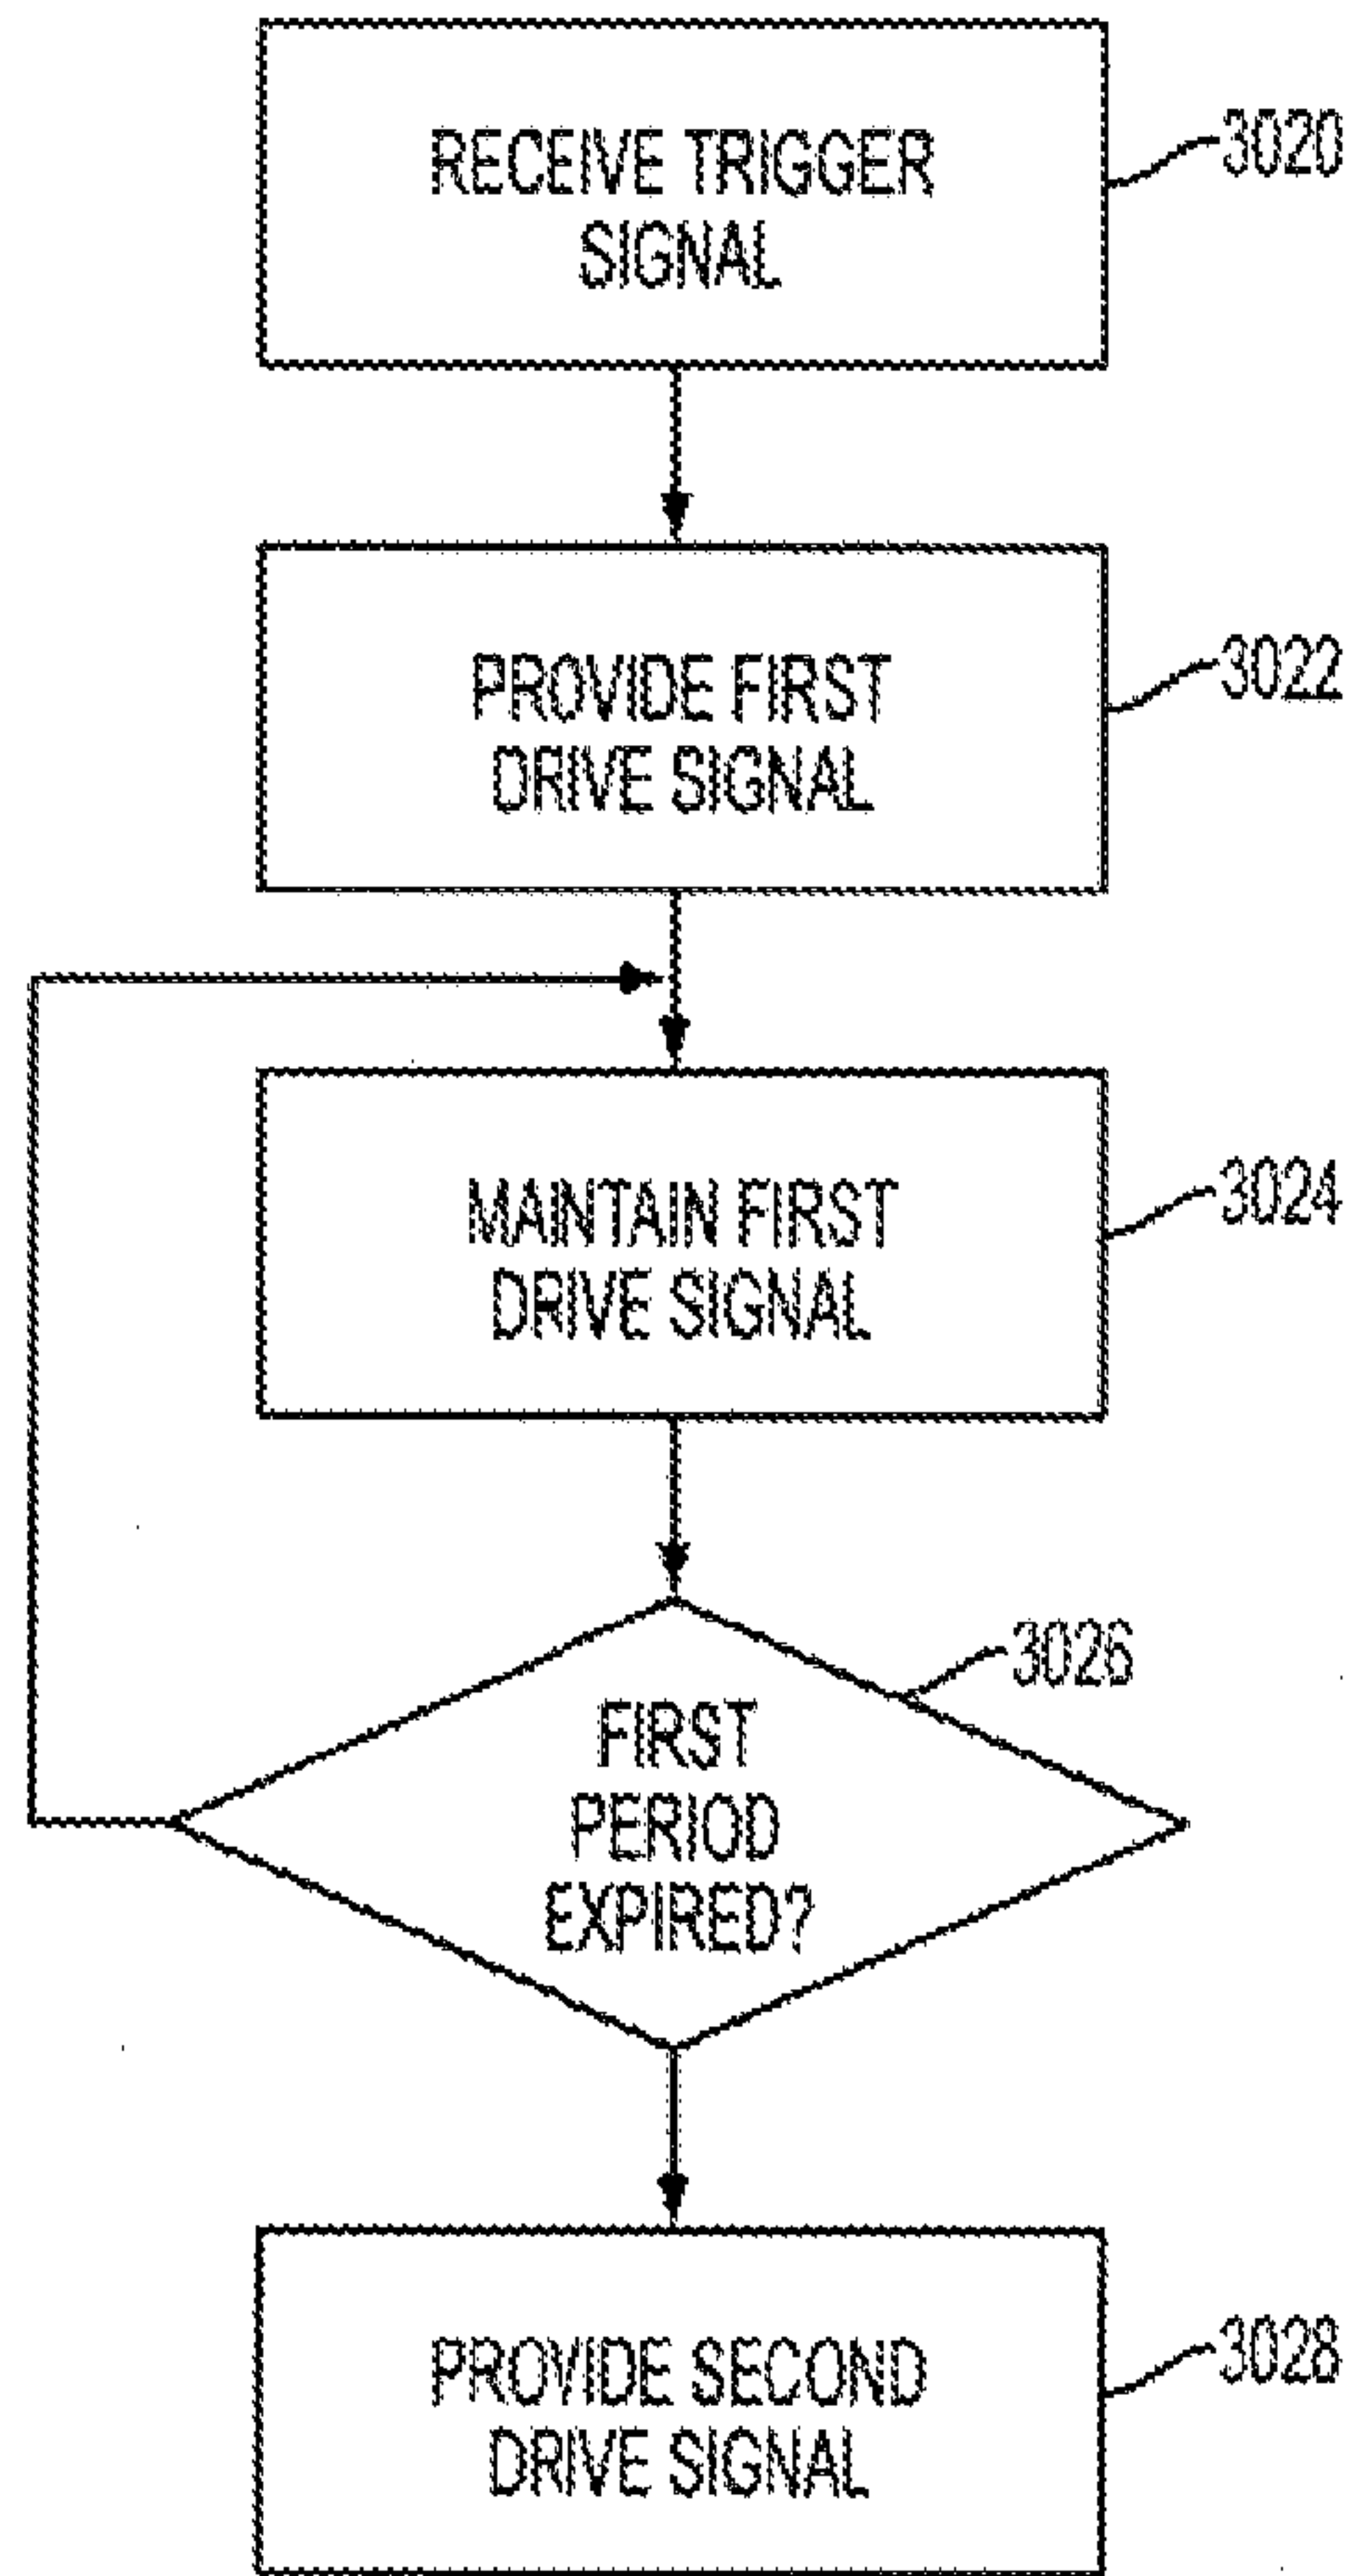 RECEIVE TRIGGER
SIGNAL
3020
PROVIDE FIRST
DRIVE SIGNAL
3022
MAINTAIN FIRST
DRIVE SIGNAL
3024
3026
FIRST
PERIOD
EXPIRED?
PROVIDE SECOND
DRIVE SIGNAL
3028